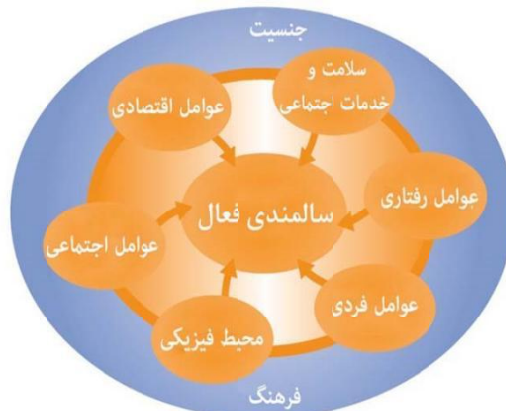 جنسیت
سلامت و
خدمات اجتماعی
عوامل اقتصادی
عوامل رفتاری
سالمندی فعال
عوامل اجتماعی
عوامل فردی
محیط فیزیکی
فرهنگ